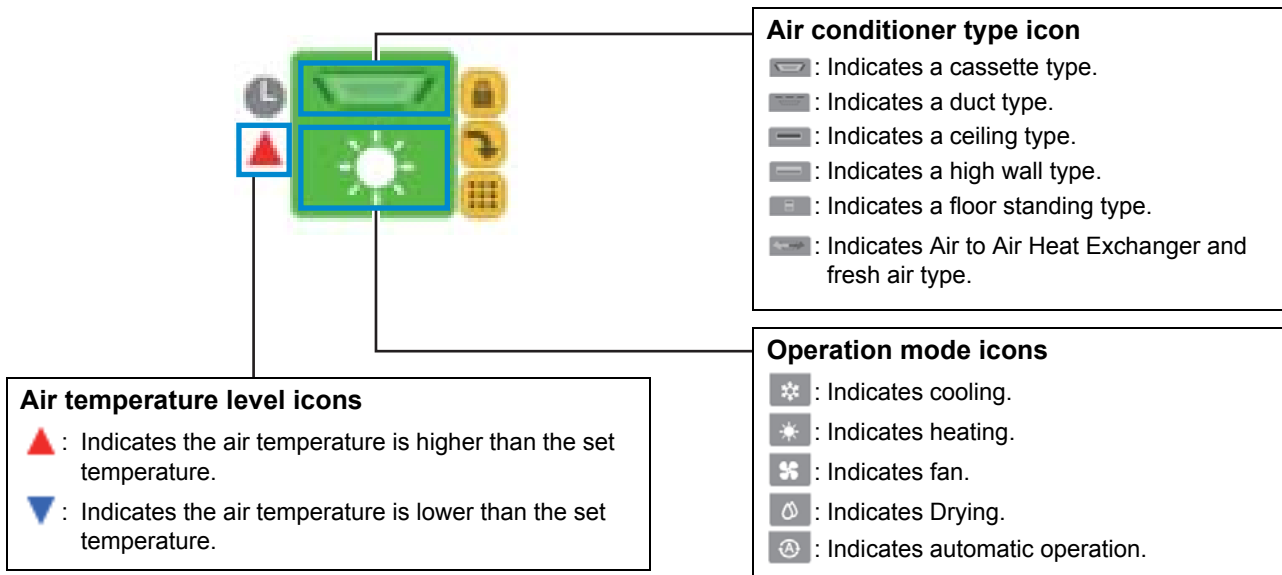 Air conditioner type icon
: Indicates a cassette type.
: Indicates a duct type.
: Indicates a ceiling type.
: Indicates a high wall type.
: Indicates a floor standing type.
: Indicates Air to Air Heat Exchanger and
fresh air type.
Operation mode icons
: Indicates cooling.
: Indicates heating.
: Indicates fan.
: Indicates Drying.
A : Indicates automatic operation.
Air temperature level icons
: Indicates the air temperature is higher than the set
temperature.
: Indicates the air temperature is lower than the set
temperature.